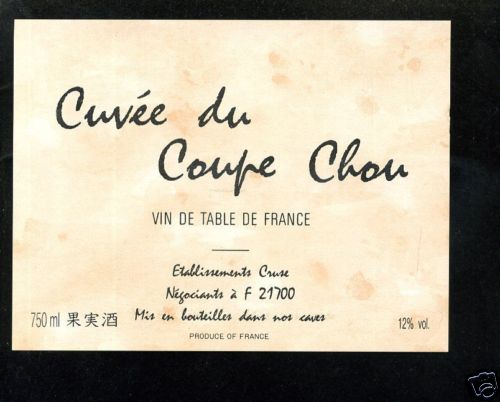 Cuvée du
Coupe Chou
VIN DE TABLE DE FRANCE
Etablissements Cruse
Négociants à F 21700
750 ml 果実酒 Mis en bouteilles dans nos caves 12% vol.
PRODUCE OF FRANCE